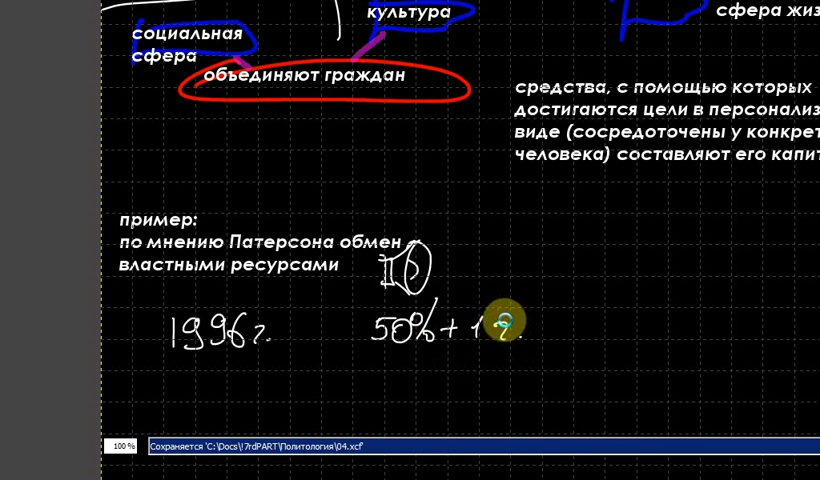 культура
сфера жиз
социальная
сфера
объединяют граждан
средства, с помощью которых
достигаются цели в персонализ
виде (сосредоточены у конкрет
человека) составляют его капит
пример:
по мнению Патерсона обмен
властными ресурсами
1996 г.
50% + 1
100 %
Сохраняется 'C:\Docs\!7rdPART\Политология\04.xcf'